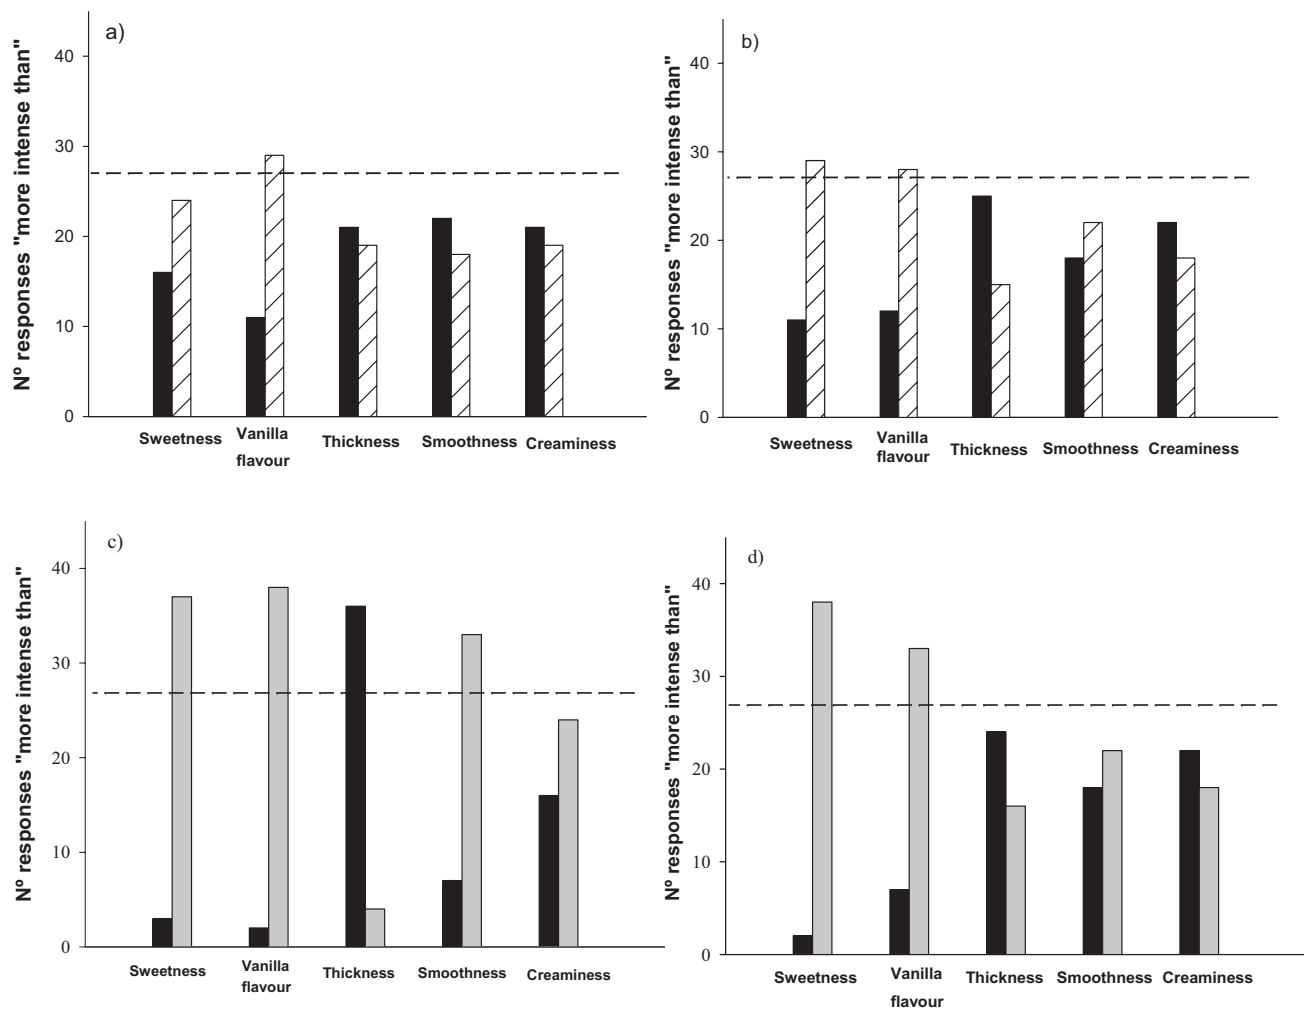 a)
Nº responses "more intense than"
40
30
20
10
0
Sweetness
Vanilla
flavour
Thickness
Smoothness
Creaminess
b)
Nº responses "more intense than"
40
30
20
10
0
Sweetness
Vanilla
flavour
Thickness
Smoothness
Creaminess
c)
Nº responses "more intense than"
40
30
20
10
0
Sweetness
Vanilla
flavour
Thickness
Smoothness
Creaminess
d)
Nº responses "more intense than"
40
30
20
10
0
Sweetness
Vanilla
flavour
Thickness
Smoothness
Creaminess